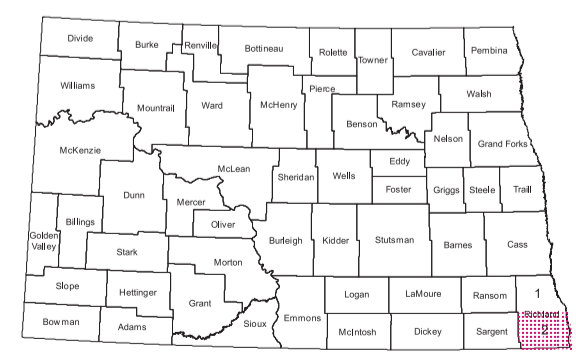 Divide
Burke
Renville
Bottineau
Rolette
Towner
Cavalier
Pembina
Williams
Mountrail
Ward
McHenry
Pierce
Benson
Ramsey
Walsh
McKenzie
Nelson
Grand Forks
McLean
Sheridan
Wells
Eddy
Foster
Griggs
Steele
Traill
Dunn
Mercer
Oliver
Golden
Valley
Billings
Stark
Morton
Burleigh
Kidder
Stutsman
Barnes
Cass
Slope
Hettinger
Grant
Sioux
Emmons
Logan
LaMoure
Ransom
1
Richland
2
Bowman
Adams
McIntosh
Dickey
Sargent